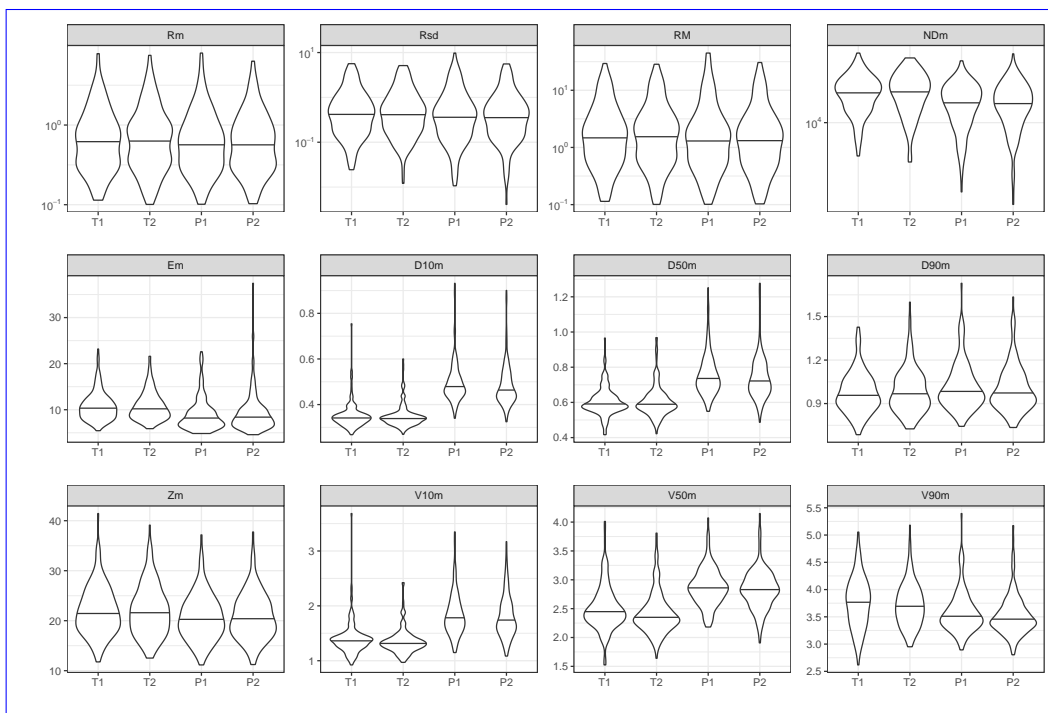 Rm
Rsd
RM
NDm
10⁰
10⁻¹
T1 T2 P1 P2
10¹
10⁻¹
T1 T2 P1 P2
10¹
10⁰
10⁻¹
T1 T2 P1 P2
10⁴
T1 T2 P1 P2
Em
D10m
D50m
D90m
30
20
10
T1 T2 P1 P2
0.8
0.6
0.4
T1 T2 P1 P2
1.2
1.0
0.8
0.6
0.4
T1 T2 P1 P2
1.5
1.2
0.9
T1 T2 P1 P2
Zm
V10m
V50m
V90m
40
30
20
10
T1 T2 P1 P2
3
2
1
T1 T2 P1 P2
4.0
3.5
3.0
2.5
2.0
1.5
T1 T2 P1 P2
5.5
5.0
4.5
4.0
3.5
3.0
2.5
T1 T2 P1 P2